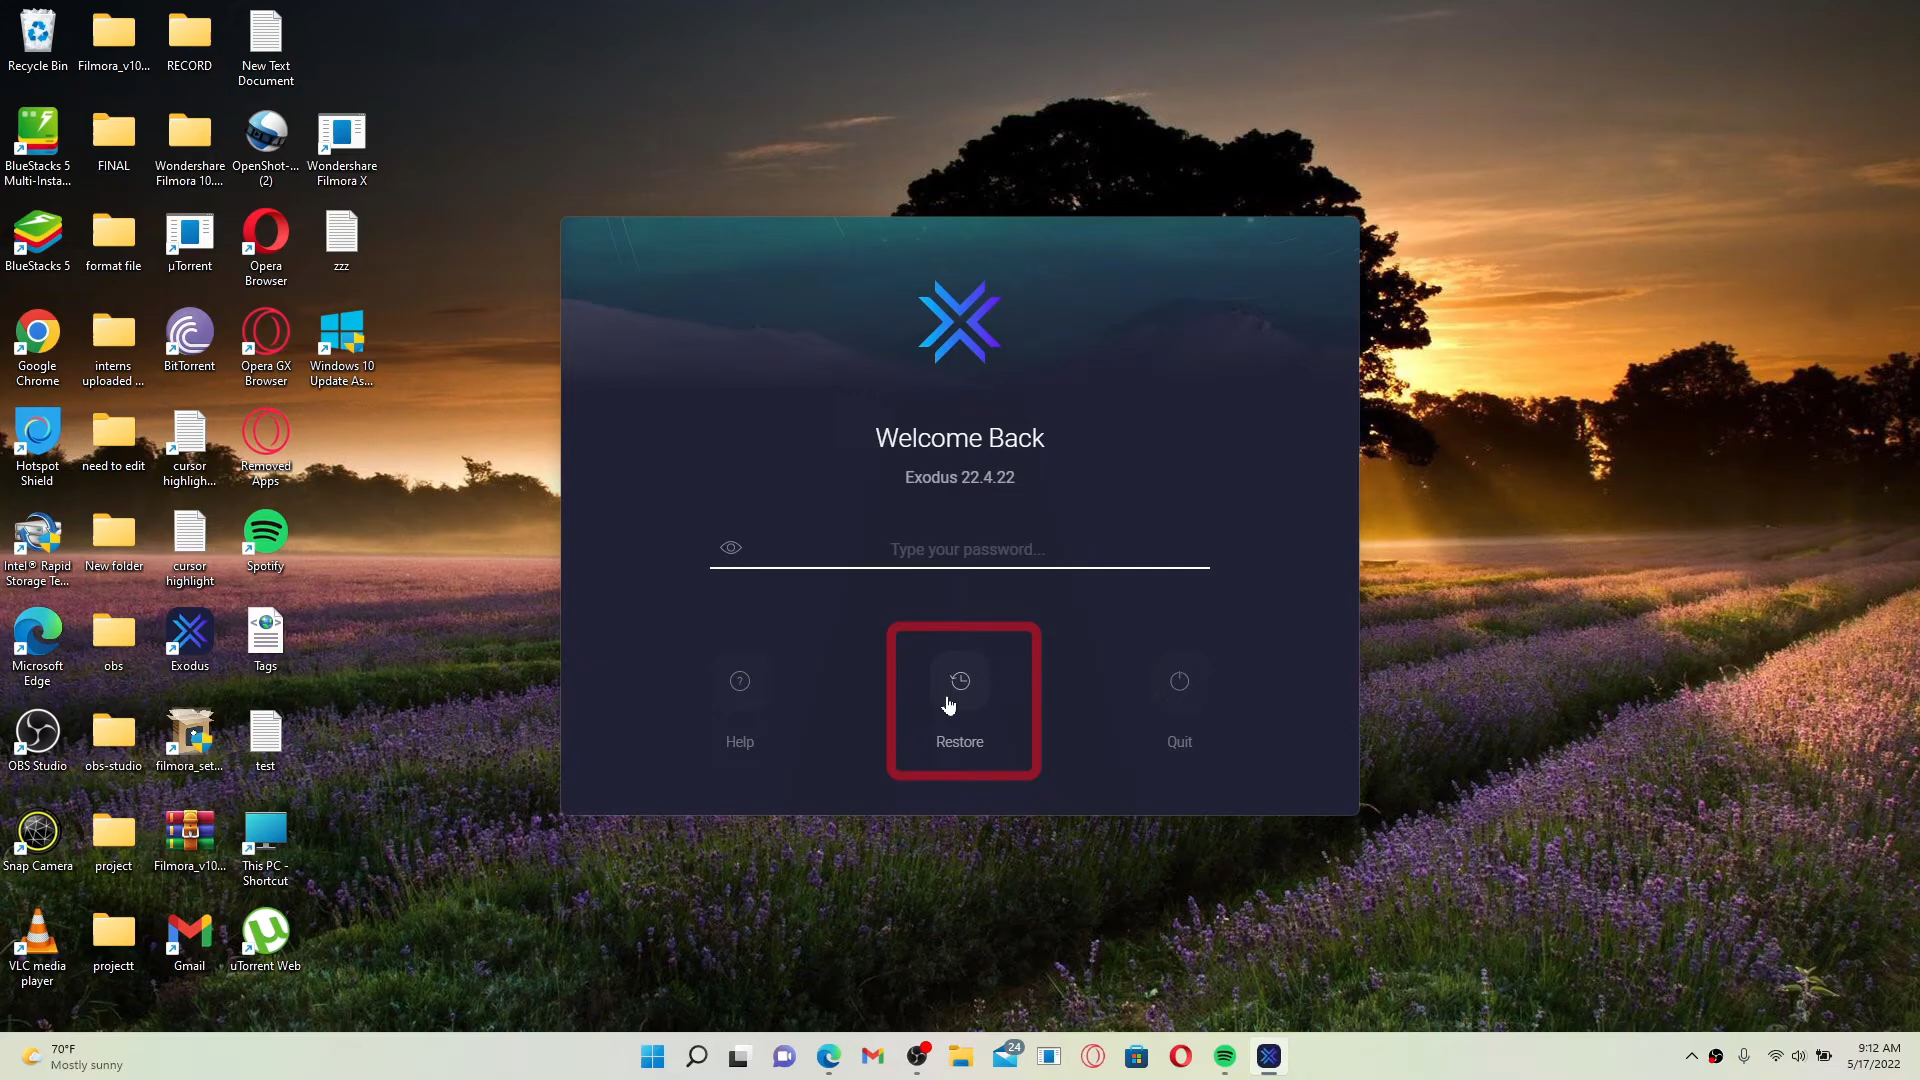 Recycle Bin
Filmora_v10...
RECORD
New Text
Document
BlueStacks 5
Multi-Insta...
FINAL
Wondershare
Filmora 10....
OpenShot-...
(2)
Wondershare
Filmora X
BlueStacks 5
format file
µTorrent
Opera
Browser
zzz
Google
Chrome
interns
uploaded ...
BitTorrent
Opera GX
Browser
Windows 10
Update As...
Hotspot
Shield
need to edit
cursor
highligh...
Removed
Apps
Intel® Rapid
Storage Te...
New folder
cursor
highlight
Spotify
Microsoft
Edge
obs
Exodus
Tags
OBS Studio
obs-studio
filmora_set...
test
Snap Camera
project
Filmora_v10...
This PC -
Shortcut
VLC media
player
projectt
Gmail
uTorrent Web
Welcome Back
Exodus 22.4.22
Type your password...
Help
Restore
Quit
70°F
Mostly sunny
24
9:12 AM
5/17/2022